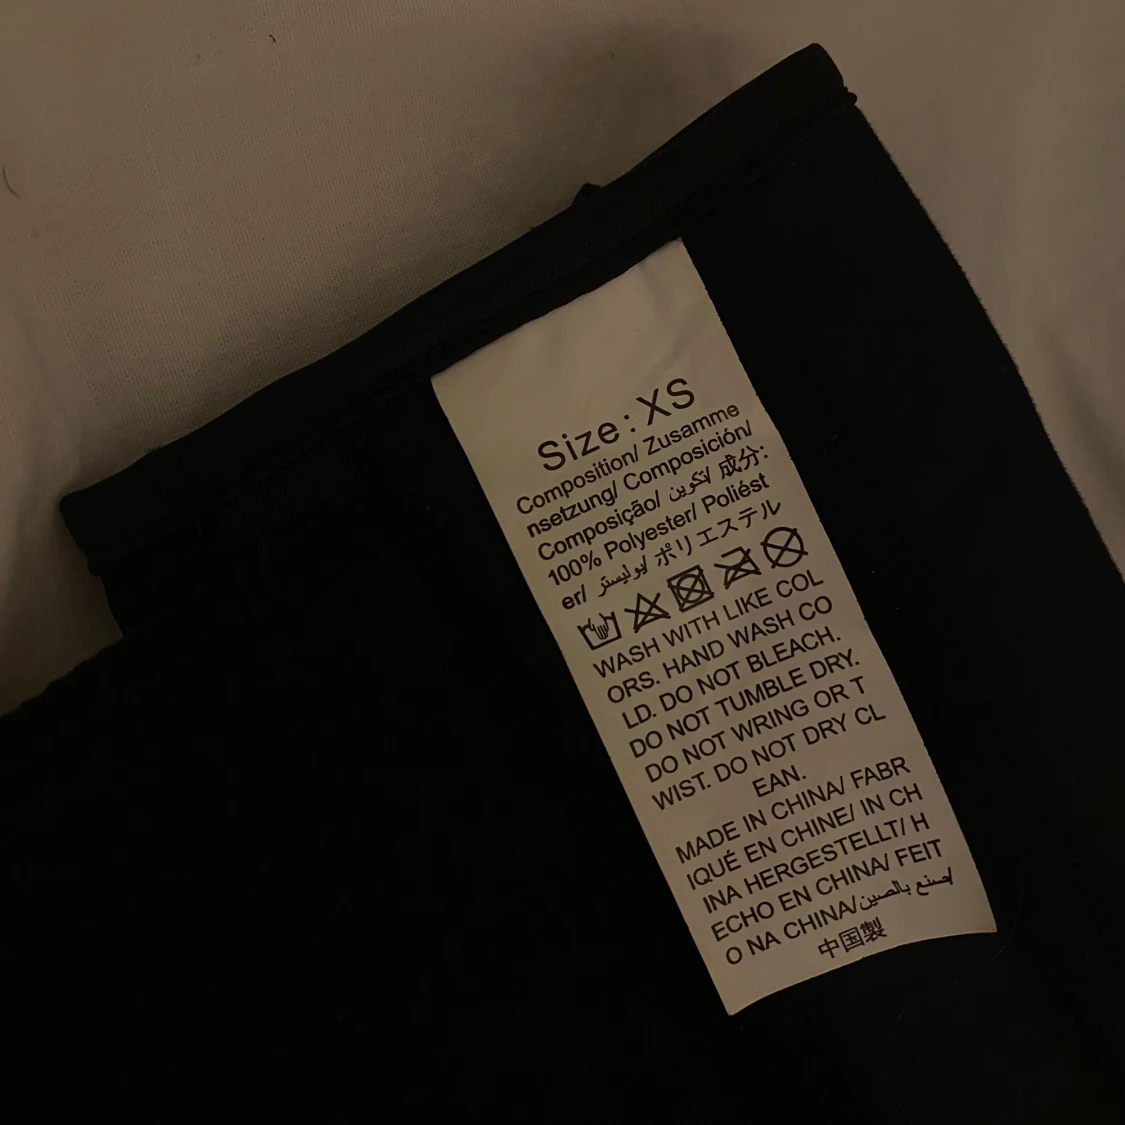 Size: XS
Composition/ Zusamme
nsetzung/ Composición/
Composição/ تكوين/ 成分:
100% Polyester/ Poliést
er/ بوليستر/ ポリエステル
WASH WITH LIKE COL
ORS. HAND WASH CO
LD. DO NOT BLEACH.
DO NOT TUMBLE DRY.
DO NOT WRING OR T
WIST. DO NOT DRY CL
EAN.
MADE IN CHINA/ FABR
IQUÉ EN CHINE/ IN CH
INA HERGESTELLT/ H
ECHO EN CHINA/ FEIT
O NA CHINA/صنع بالصين/
中国製